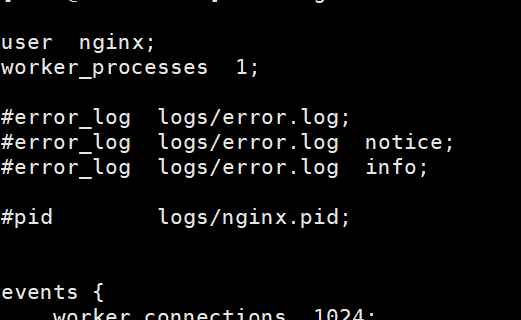 user  nginx;
worker_processes  1;
#error_log  logs/error.log;
#error_log  logs/error.log  notice;
#error_log  logs/error.log  info;
#pid        logs/nginx.pid;
events {
    worker_connections  1024;